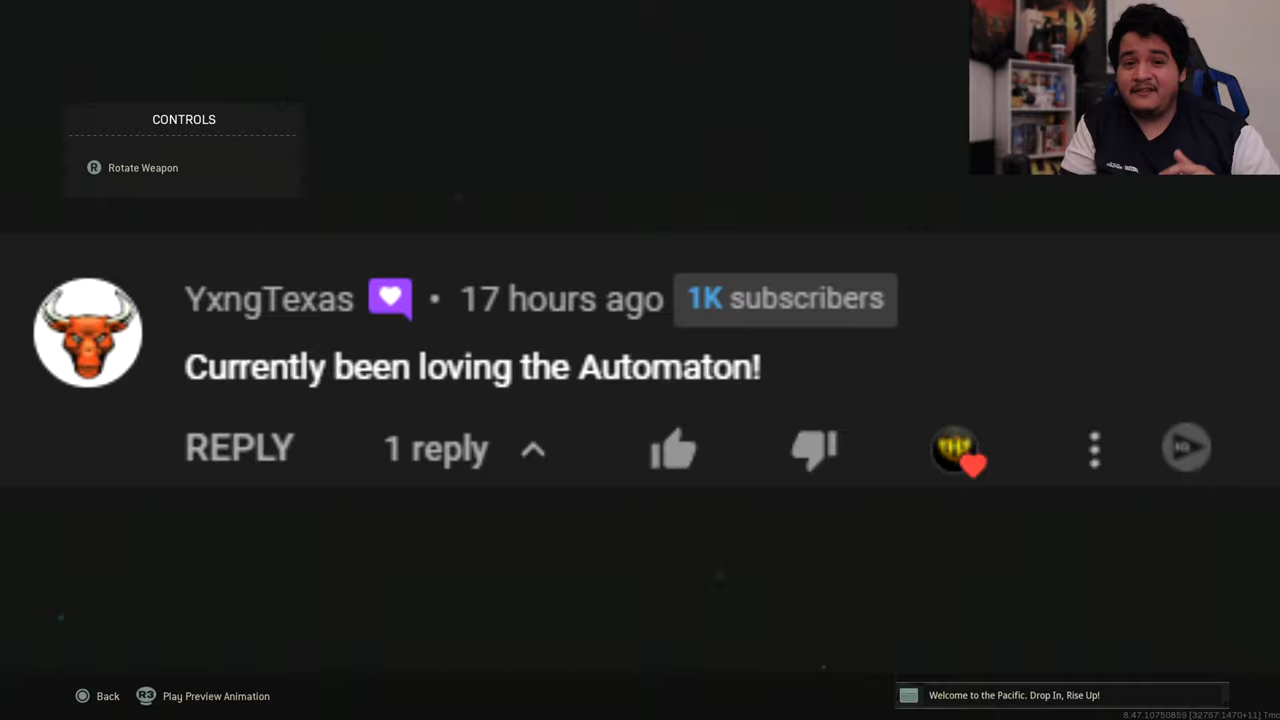 CONTROLS
R Rotate Weapon
YxngTexas • 17 hours ago 1K subscribers
Currently been loving the Automaton!
REPLY 1 reply
Back R3 Play Preview Animation
Welcome to the Pacific. Drop In, Rise Up!